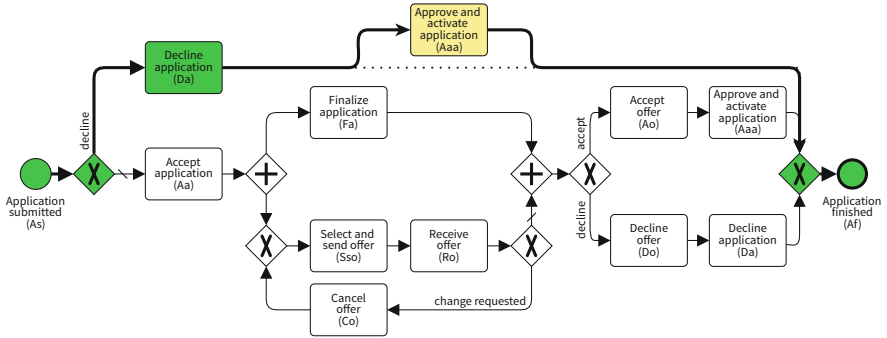 Approve and
activate
application
(Aaa)
Decline
application
(Da)
decline
Finalize
application
(Fa)
accept
Accept
offer
(Ao)
Approve and
activate
application
(Aaa)
Application
submitted
(As)
Accept
application
(Aa)
Application
finished
(Af)
Select and
send offer
(Sso)
Receive
offer
(Ro)
decline
Decline
offer
(Do)
Decline
application
(Da)
Cancel
offer
(Co)
change requested